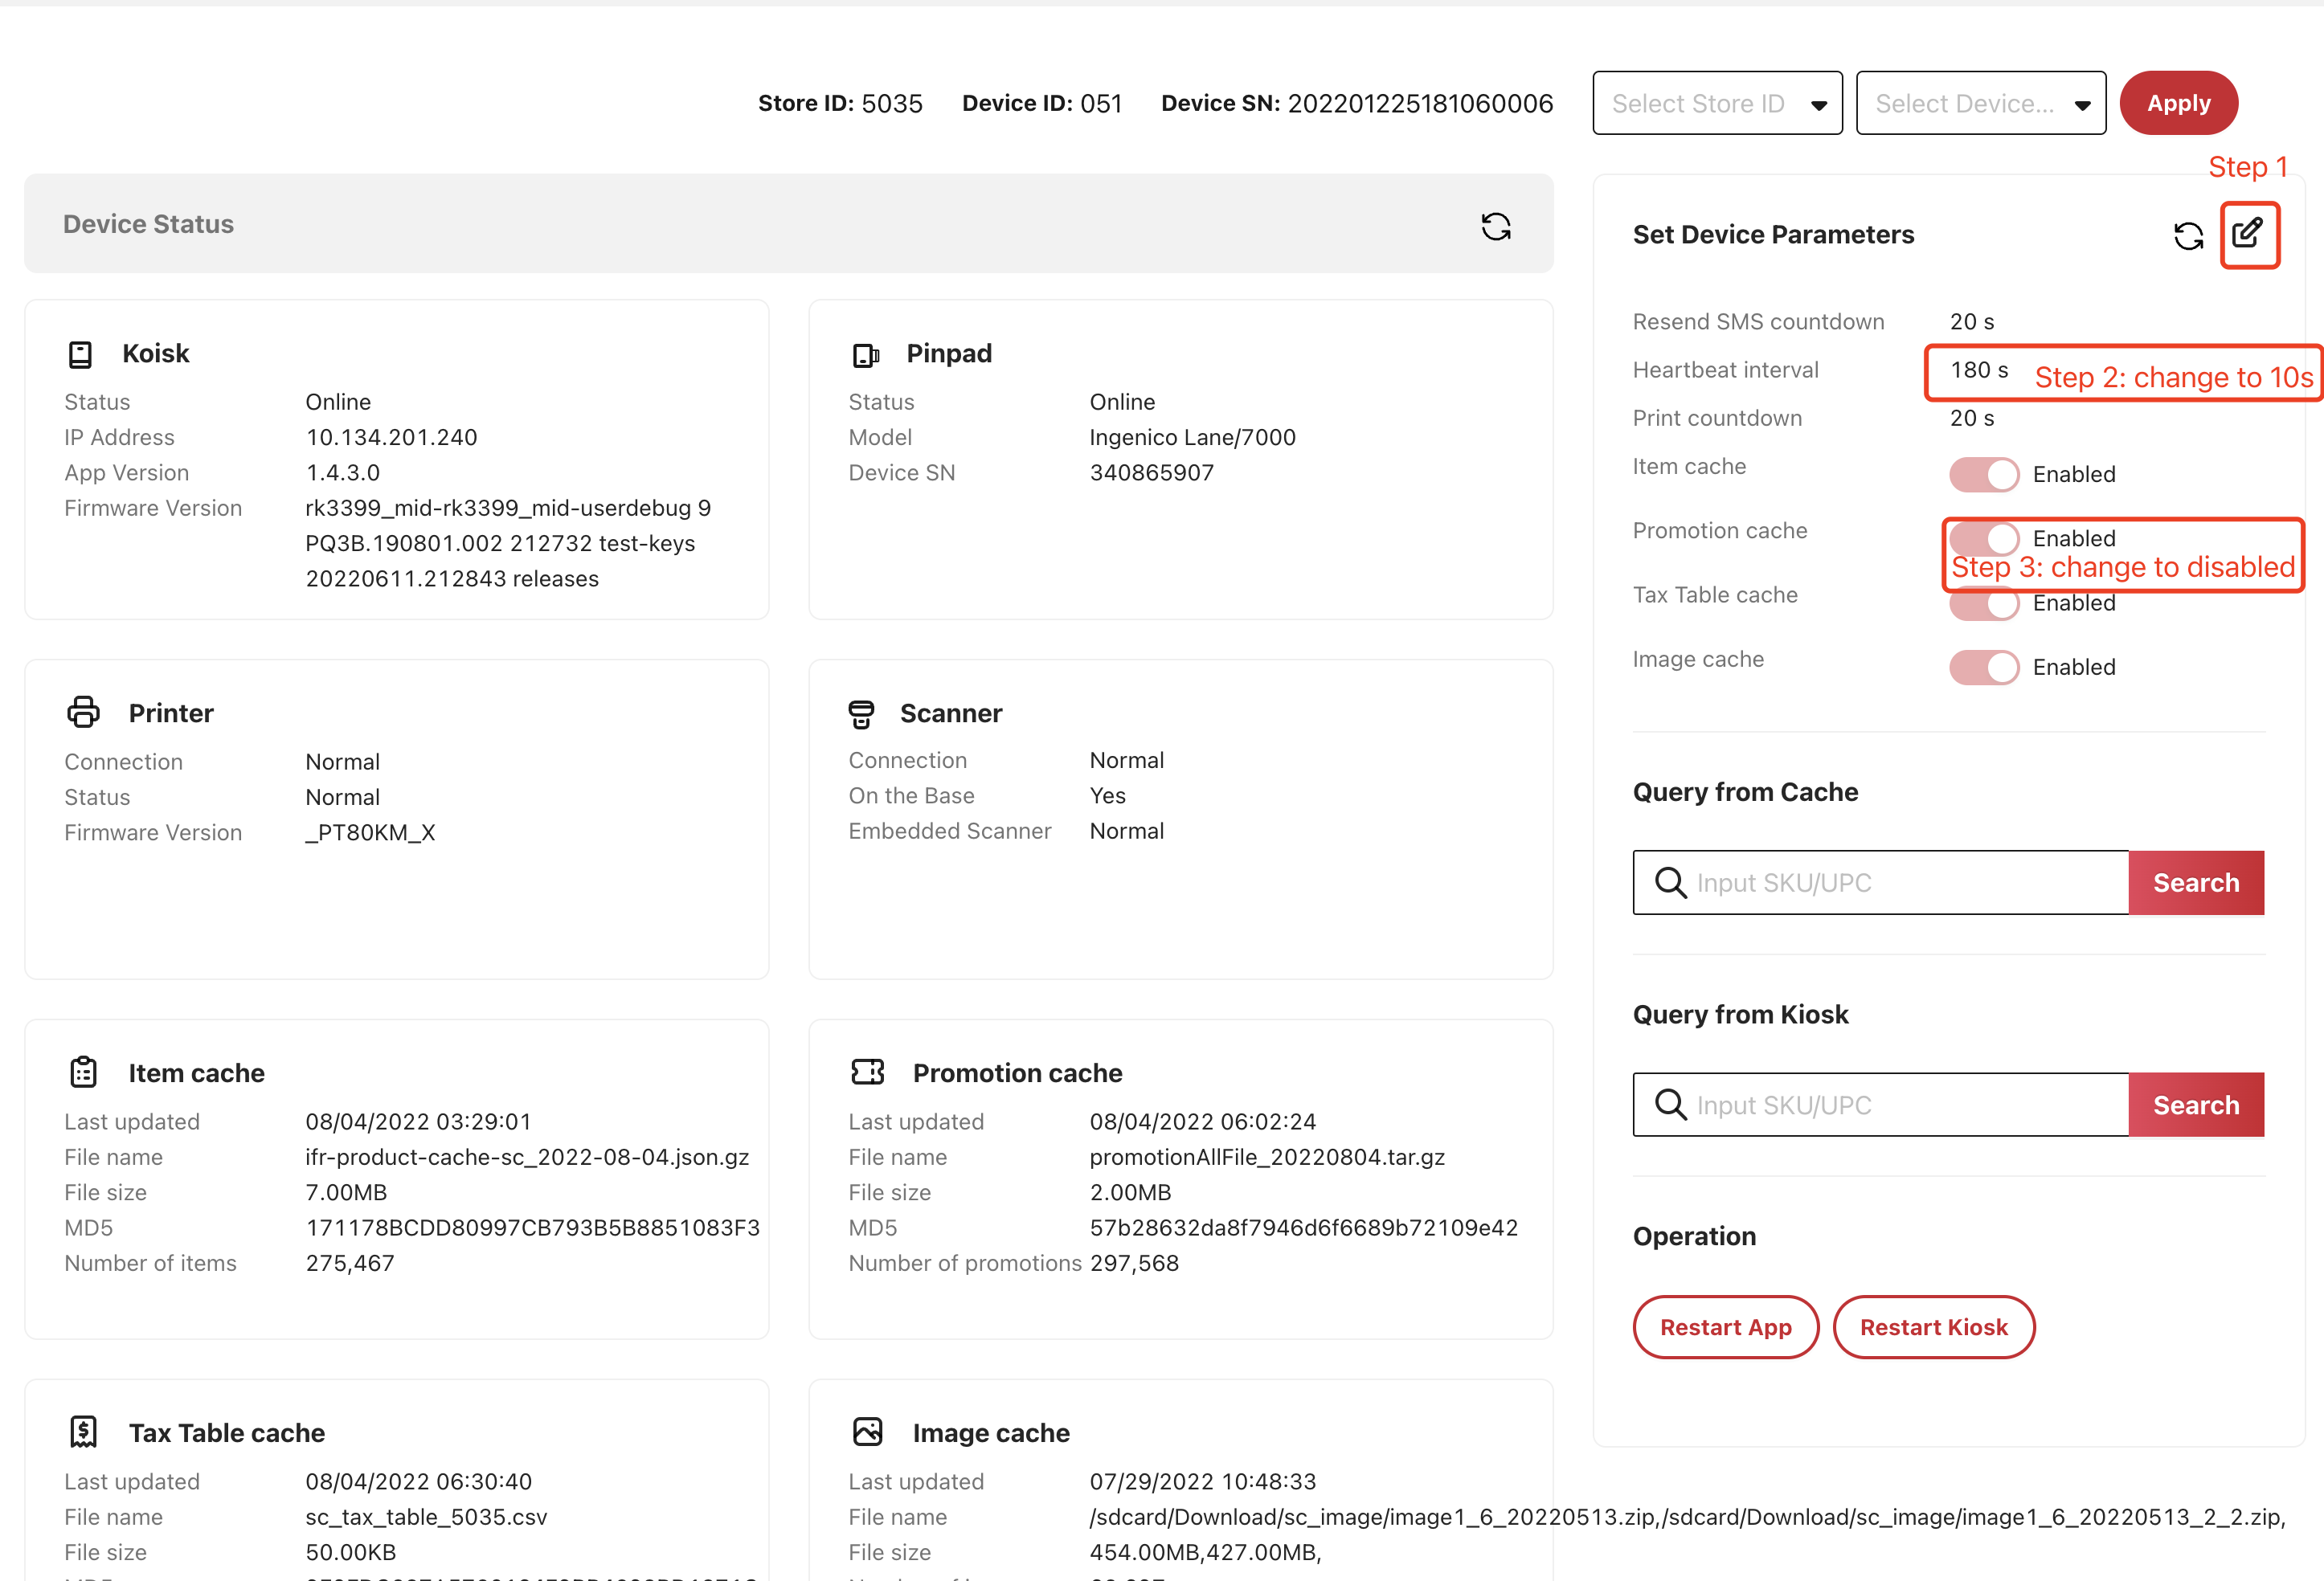 Store ID: 5035 Device ID: 051 Device SN: 202201225181060006 Select Store ID Select Device... Apply
Step 1
Device Status
Koisk
Status Online
IP Address 10.134.201.240
App Version 1.4.3.0
Firmware Version rk3399_mid-rk3399_mid-userdebug 9
PQ3B.190801.002 212732 test-keys
20220611.212843 releases
Pinpad
Status Online
Model Ingenico Lane/7000
Device SN 340865907
Printer
Connection Normal
Status Normal
Firmware Version _PT80KM_X
Scanner
Connection Normal
On the Base Yes
Embedded Scanner Normal
Item cache
Last updated 08/04/2022 03:29:01
File name ifr-product-cache-sc_2022-08-04.json.gz
File size 7.00MB
MD5 171178BCDD80997CB793B5B8851083F3
Number of items 275,467
Promotion cache
Last updated 08/04/2022 06:02:24
File name promotionAllFile_20220804.tar.gz
File size 2.00MB
MD5 57b28632da8f7946d6f6689b72109e42
Number of promotions 297,568
Tax Table cache
Last updated 08/04/2022 06:30:40
File name sc_tax_table_5035.csv
File size 50.00KB
Image cache
Last updated 07/29/2022 10:48:33
File name /sdcard/Download/sc_image/image1_6_20220513.zip,/sdcard/Download/sc_image/image1_6_20220513_2_2.zip,
File size 454.00MB,427.00MB,
Set Device Parameters
Resend SMS countdown 20 s
Heartbeat interval 180 s Step 2: change to 10s
Print countdown 20 s
Item cache Enabled
Promotion cache Enabled
Step 3: change to disabled
Tax Table cache Enabled
Image cache Enabled
Query from Cache
Input SKU/UPC Search
Query from Kiosk
Input SKU/UPC Search
Operation
Restart App Restart Kiosk